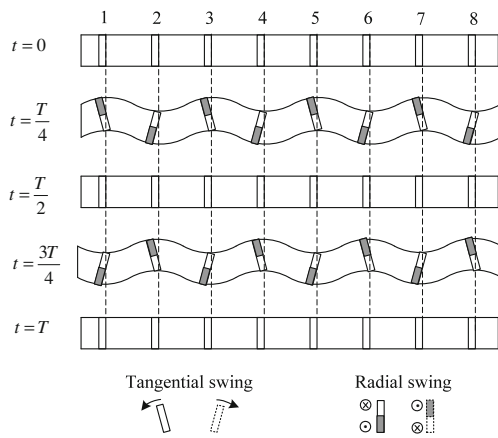 1 2 3 4 5 6 7 8
t = 0
t = T/4
t = T/2
t = 3T/4
t = T
Tangential swing Radial swing